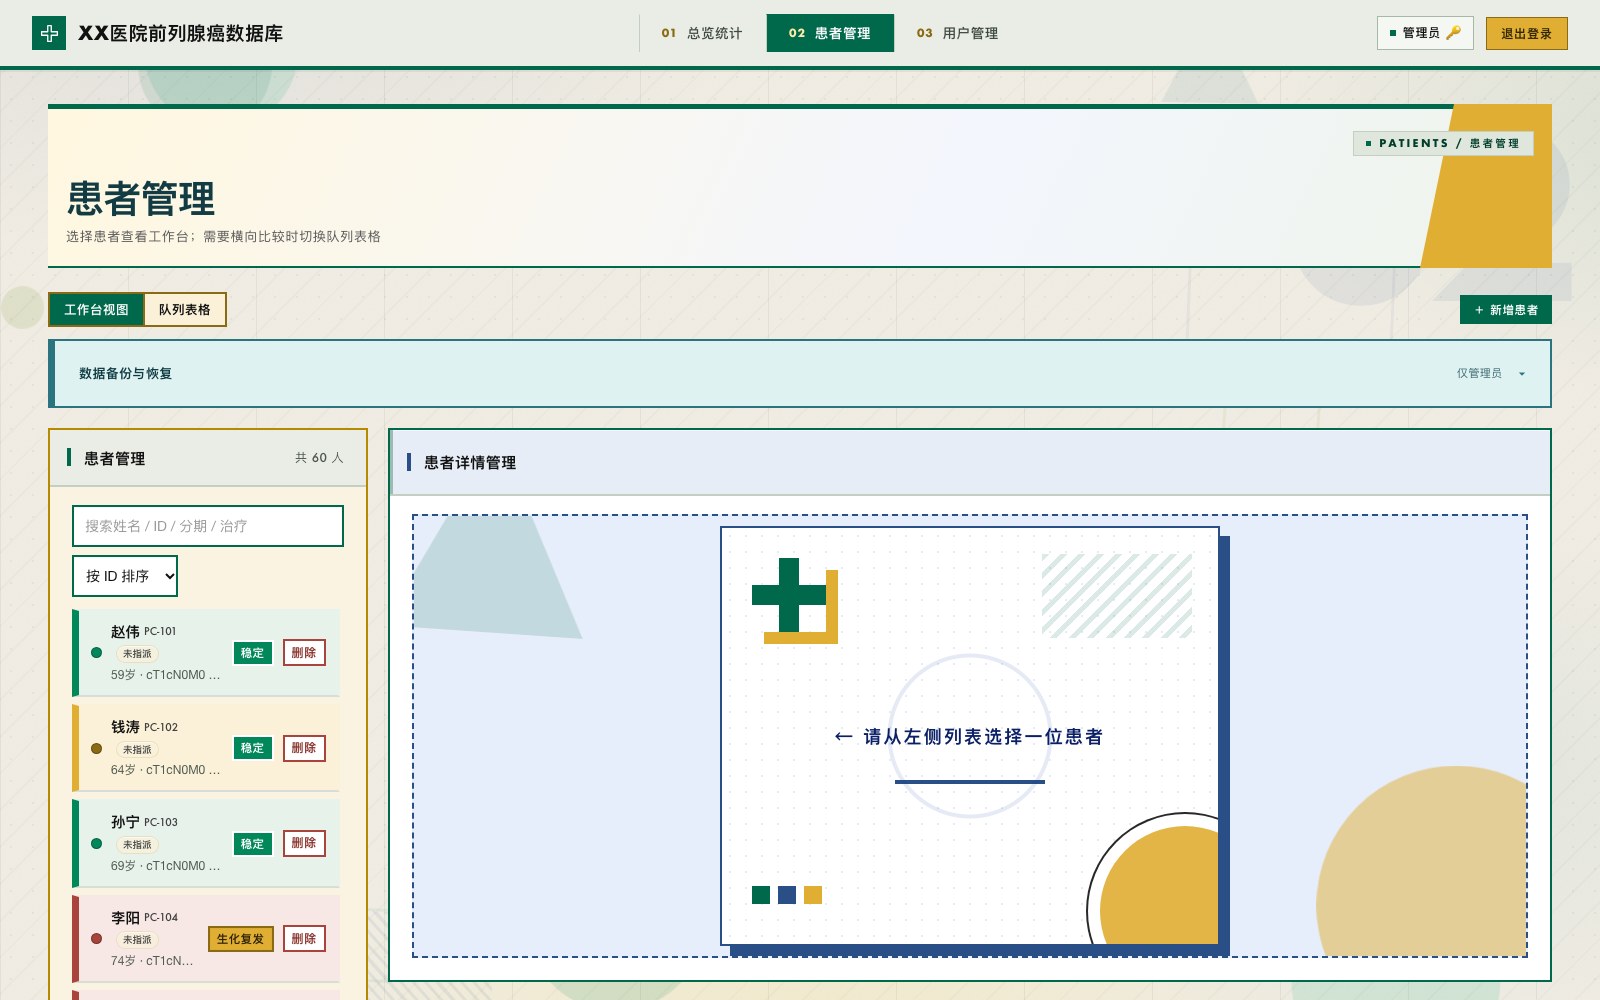 XX医院前列腺癌数据库
01 总览统计
02 患者管理
03 用户管理
管理员 🔑
退出登录
PATIENTS / 患者管理
患者管理
选择患者查看工作台；需要横向比较时切换队列表格
工作台视图
队列表格
+ 新增患者
数据备份与恢复
仅管理员
患者管理
共 60 人
搜索姓名 / ID / 分期 / 治疗
按 ID 排序
赵伟 PC-101
未指派
59岁 · cT1cN0M0 …
稳定
删除
钱涛 PC-102
未指派
64岁 · cT1cN0M0 …
稳定
删除
孙宁 PC-103
未指派
69岁 · cT1cN0M0 …
稳定
删除
李阳 PC-104
未指派
74岁 · cT1cN…
生化复发
删除
患者详情管理
← 请从左侧列表选择一位患者